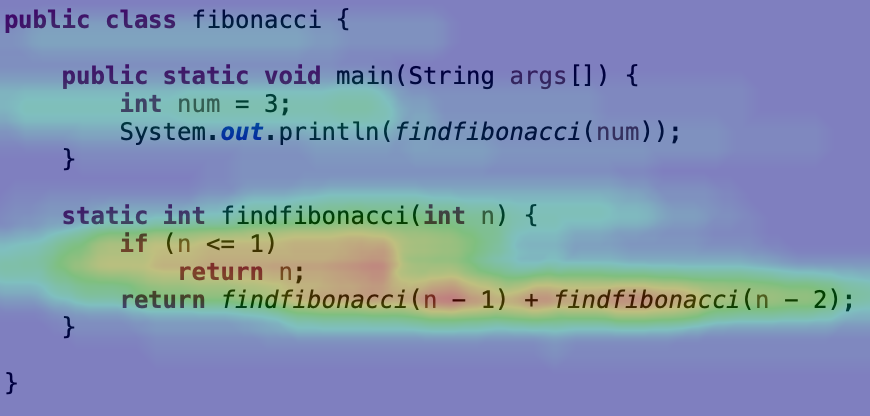 public class fibonacci {
public static void main(String args[]) {
int num = 3;
System.out.println(findfibonacci(num));
}
static int findfibonacci(int n) {
if (n <= 1)
return n;
return findfibonacci(n - 1) + findfibonacci(n - 2);
}
}